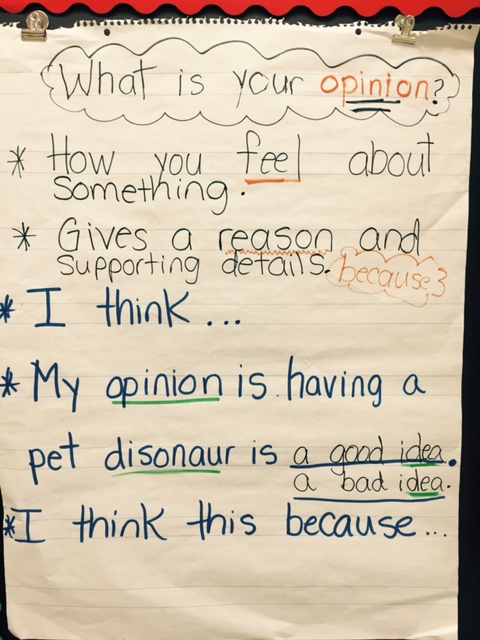 What is your opinion?
* How you feel about
something.
* Gives a reason and
supporting details. because
* I think...
* My opinion is having a
pet disonaur is a good idea.
a bad idea.
*I think this because...